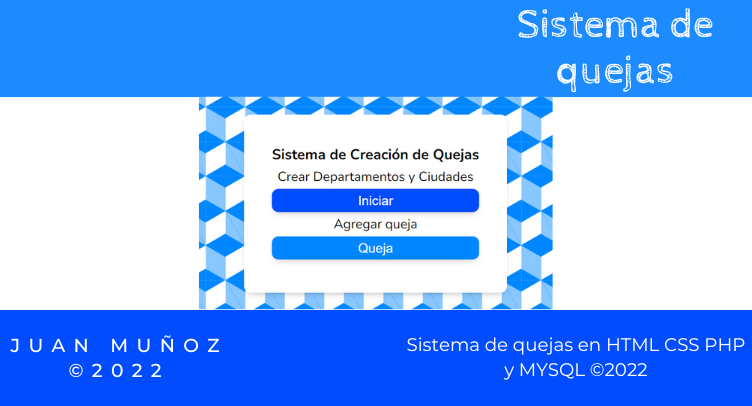 Sistema de
quejas
Sistema de Creación de Quejas
Crear Departamentos y Ciudades
Iniciar
Agregar queja
Queja
JUAN MUÑOZ
©2022
Sistema de quejas en HTML CSS PHP
y MYSQL ©2022